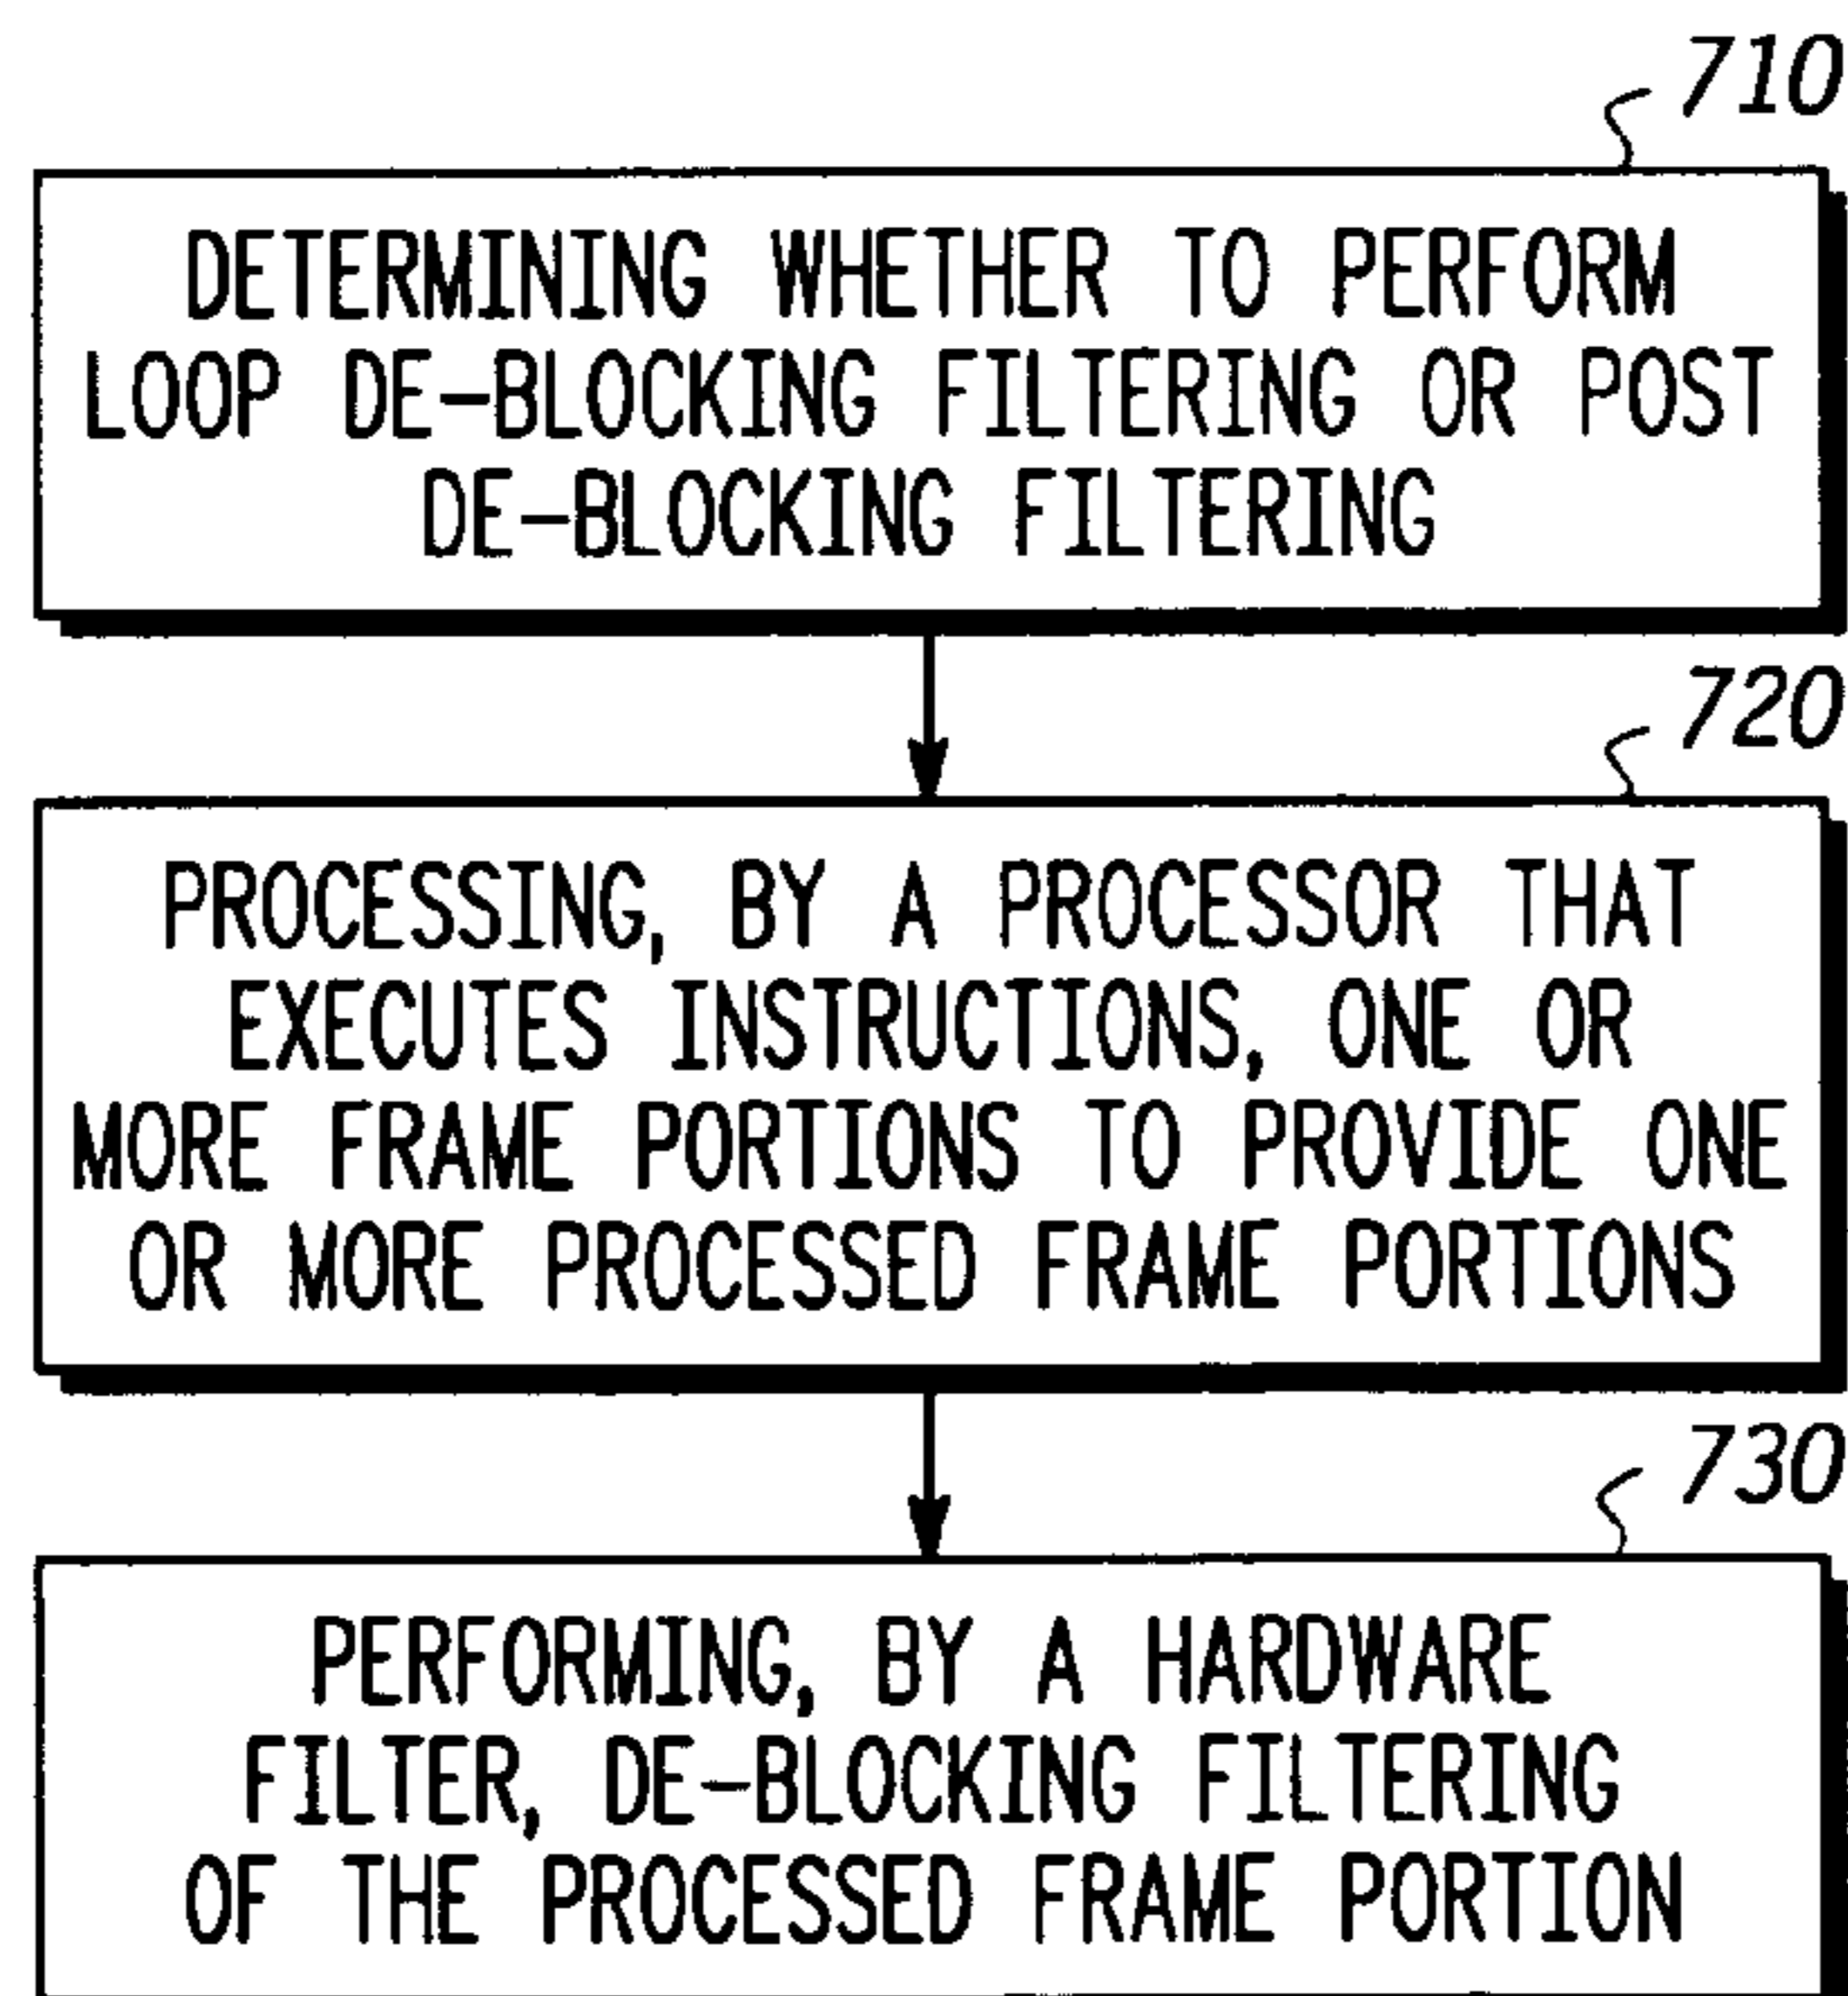 710
DETERMINING WHETHER TO PERFORM
LOOP DE-BLOCKING FILTERING OR POST
DE-BLOCKING FILTERING
720
PROCESSING, BY A PROCESSOR THAT
EXECUTES INSTRUCTIONS, ONE OR
MORE FRAME PORTIONS TO PROVIDE ONE
OR MORE PROCESSED FRAME PORTIONS
730
PERFORMING, BY A HARDWARE
FILTER, DE-BLOCKING FILTERING
OF THE PROCESSED FRAME PORTION